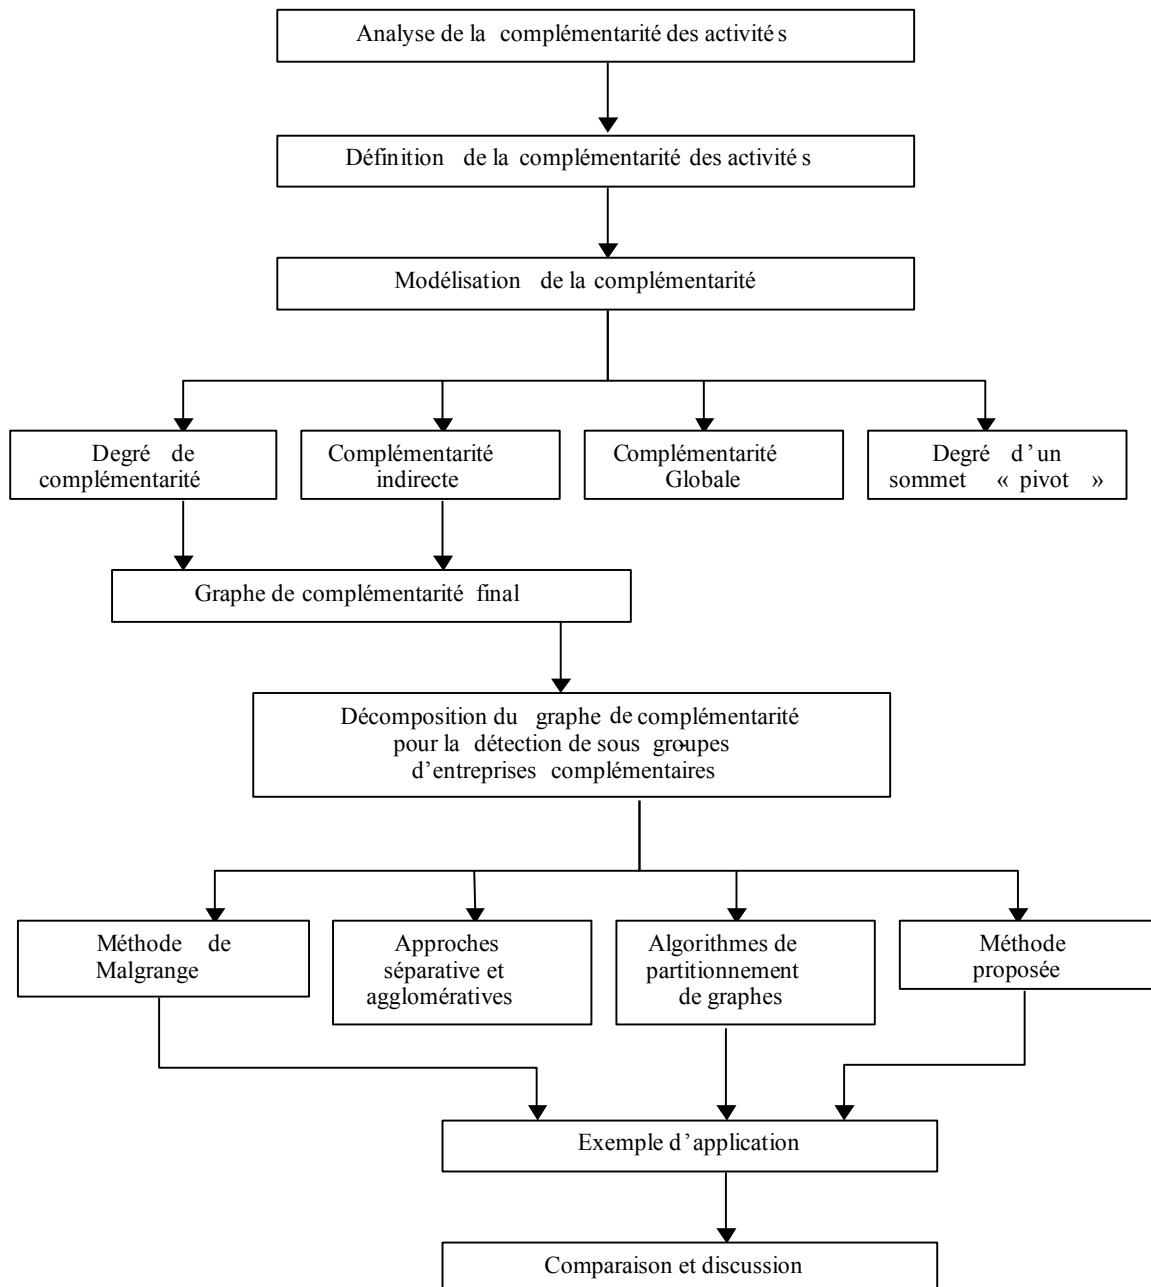 Analyse de la complémentarité des activités
Définition de la complémentarité des activités
Modélisation de la complémentarité
Degré de
complémentarité
Complémentarité
indirecte
Complémentarité
Globale
Degré d'un
sommet « pivot »
Graphe de complémentarité final
Décomposition du graphe de complémentarité
pour la détection de sous groupes
d'entreprises complémentaires
Méthode de
Malgrange
Approches
séparative et
agglomératives
Algorithmes de
partitionnement
de graphes
Méthode
proposée
Exemple d'application
Comparaison et discussion